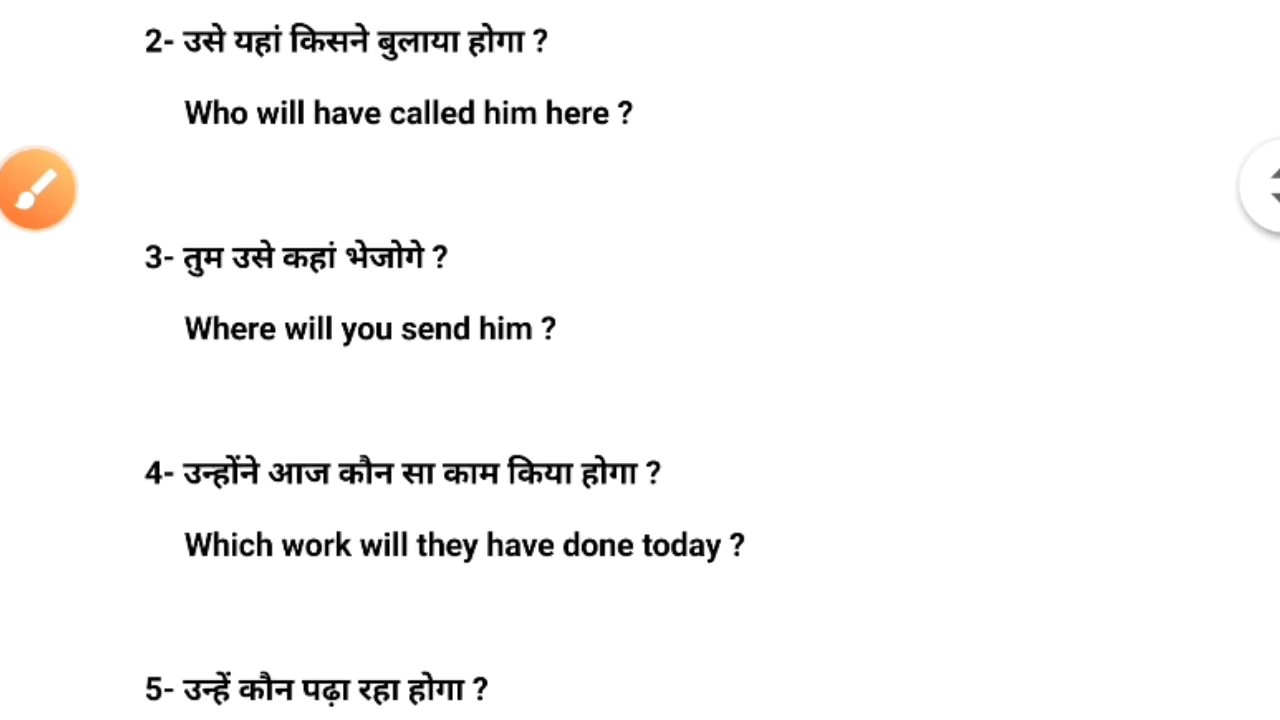 2- उसे यहां किसने बुलाया होगा ?
Who will have called him here ?
3- तुम उसे कहां भेजोगे ?
Where will you send him ?
4- उन्होंने आज कौन सा काम किया होगा ?
Which work will they have done today ?
5- उन्हें कौन पढ़ा रहा होगा ?